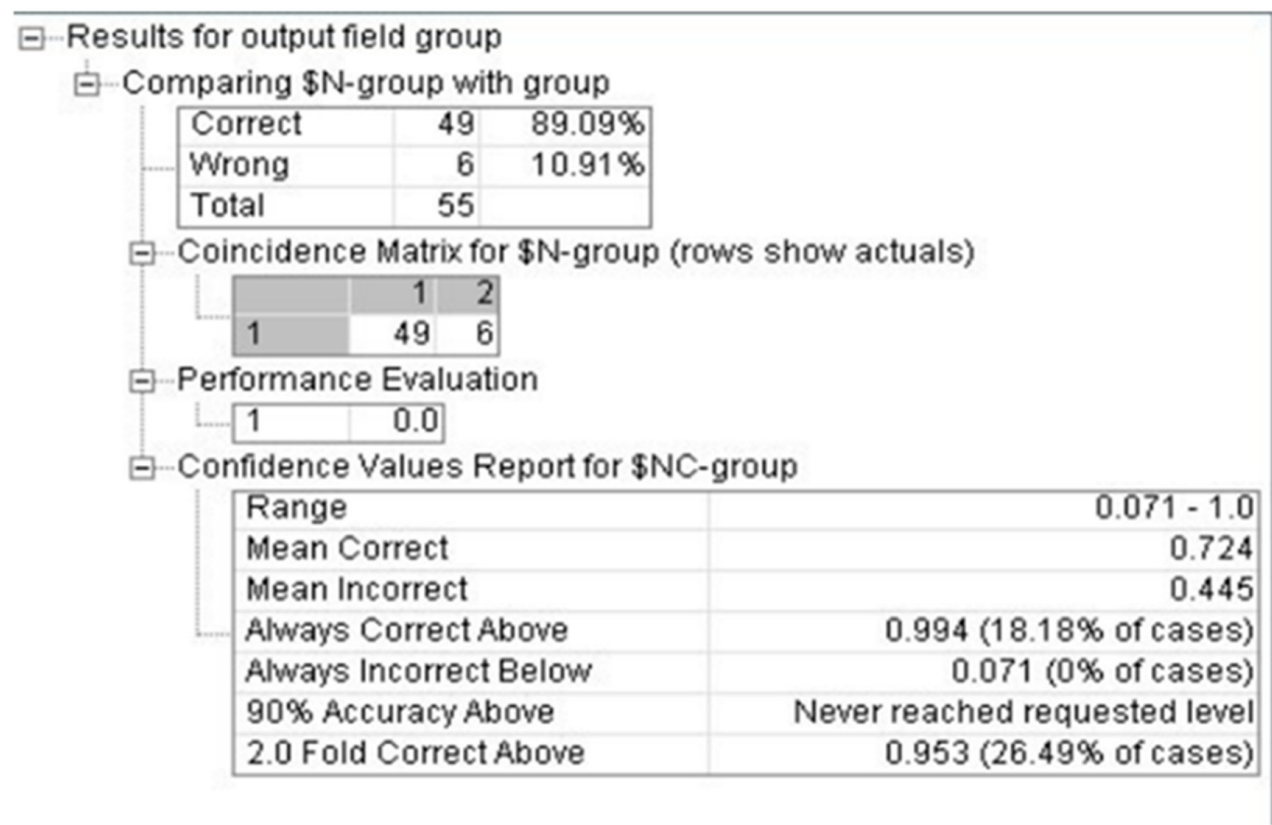 Results for output field group
Comparing $N-group with group
Correct 49 89.09%
Wrong 6 10.91%
Total 55
Coincidence Matrix for $N-group (rows show actuals)
1 2
1 49 6
Performance Evaluation
1 0.0
Confidence Values Report for $NC-group
Range 0.071 - 1.0
Mean Correct 0.724
Mean Incorrect 0.445
Always Correct Above 0.994 (18.18% of cases)
Always Incorrect Below 0.071 (0% of cases)
90% Accuracy Above Never reached requested level
2.0 Fold Correct Above 0.953 (26.49% of cases)